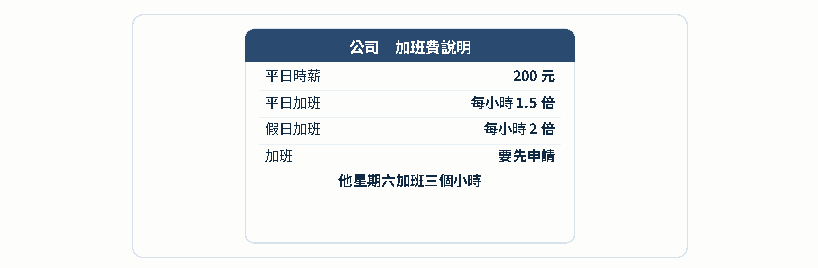 公司　加班費說明
平日時薪 200 元
平日加班 每小時 1.5 倍
假日加班 每小時 2 倍
加班 要先申請
他星期六加班三個小時